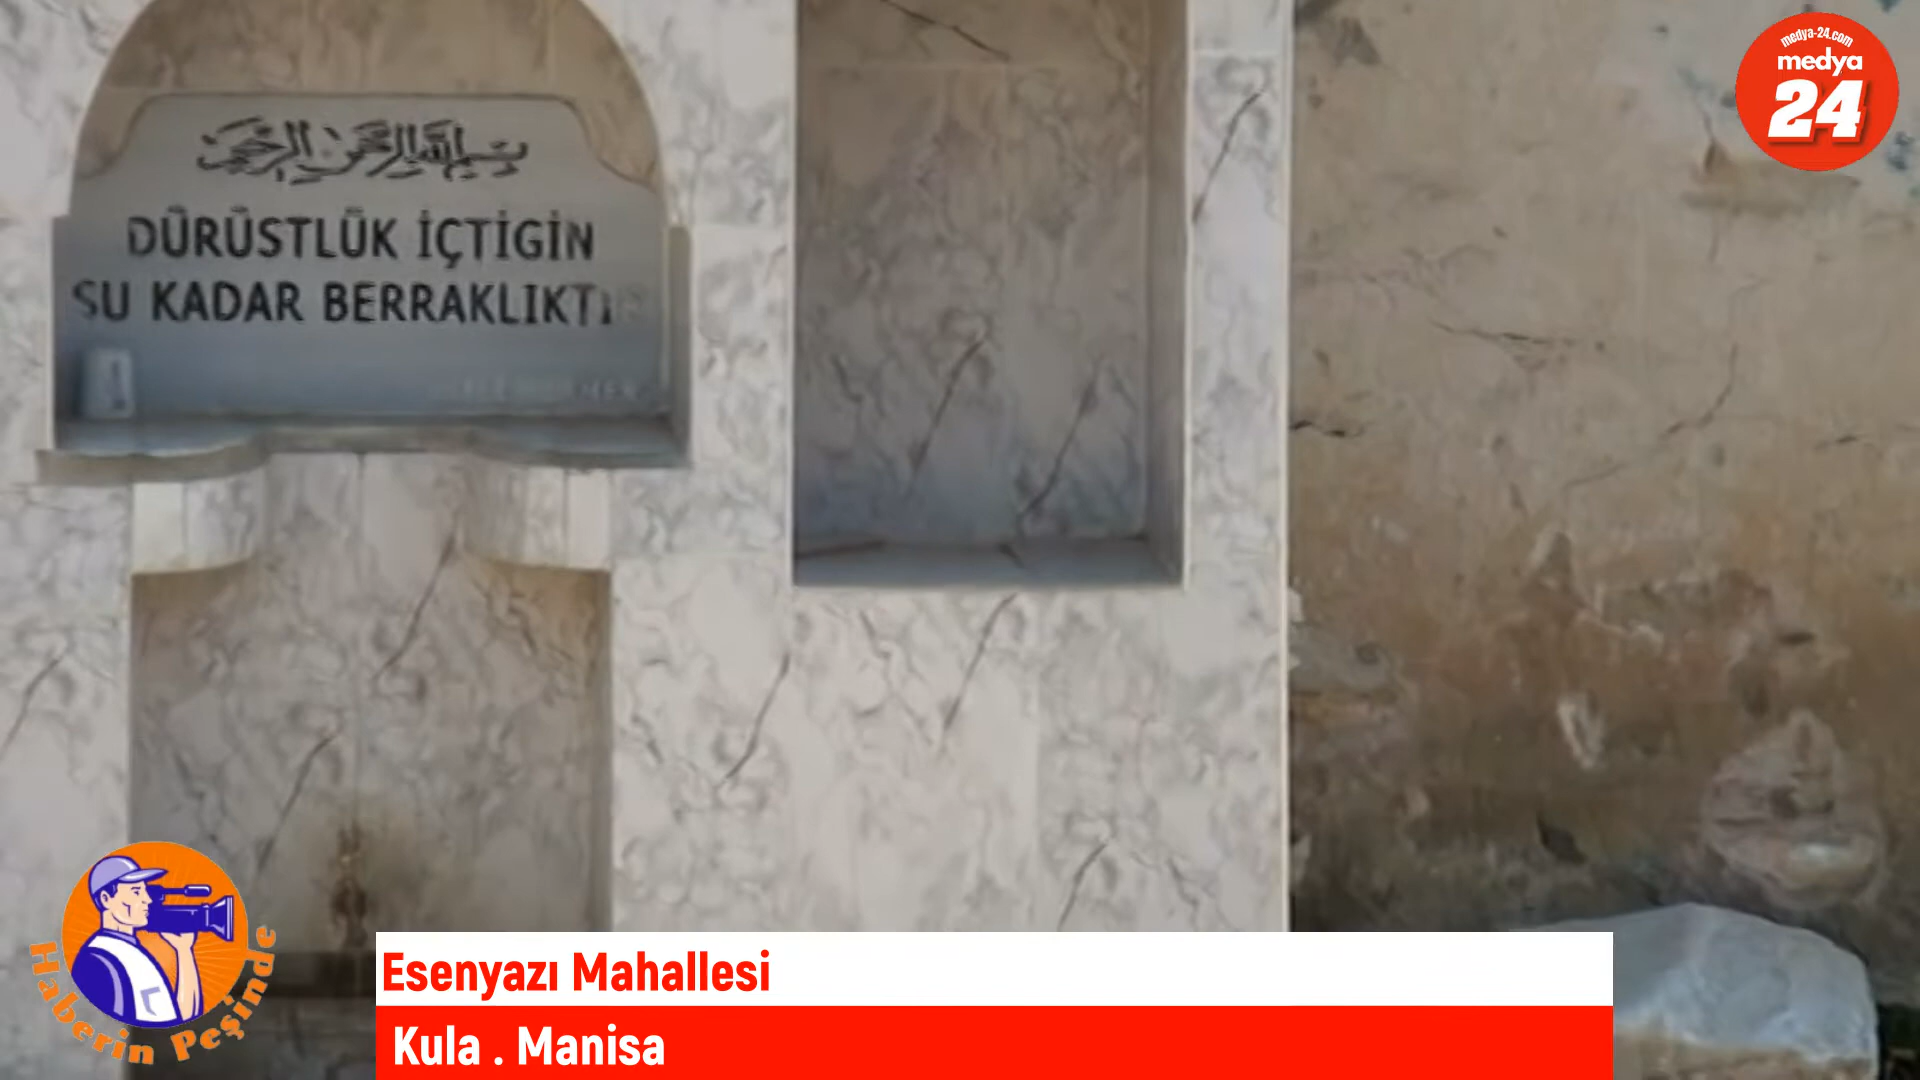 medya-24.com
medya
24
بسم الله الرحمن الرحيم
DÜRÜSTLÜK İÇTİGİN
SU KADAR BERRAKLIKTIR
Haberin Peşinde
Esenyazı Mahallesi
Kula . Manisa